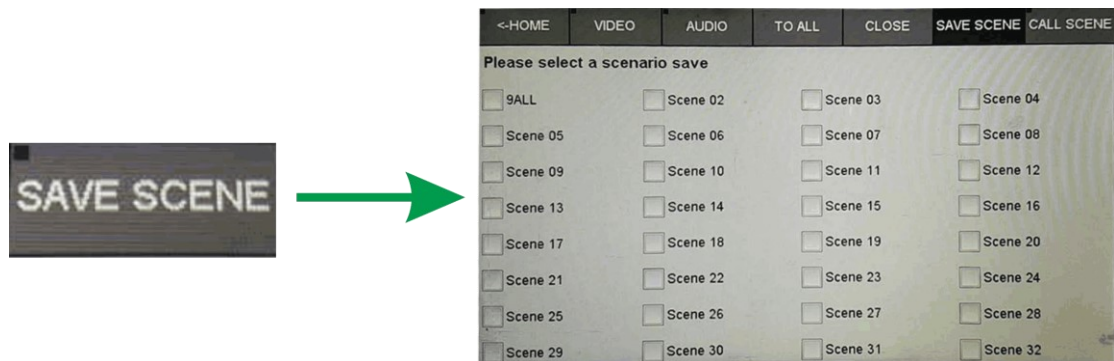 SAVE SCENE
<-HOME VIDEO AUDIO TO ALL CLOSE SAVE SCENE CALL SCENE
Please select a scenario save
9ALL Scene 02 Scene 03 Scene 04
Scene 05 Scene 06 Scene 07 Scene 08
Scene 09 Scene 10 Scene 11 Scene 12
Scene 13 Scene 14 Scene 15 Scene 16
Scene 17 Scene 18 Scene 19 Scene 20
Scene 21 Scene 22 Scene 23 Scene 24
Scene 25 Scene 26 Scene 27 Scene 28
Scene 29 Scene 30 Scene 31 Scene 32